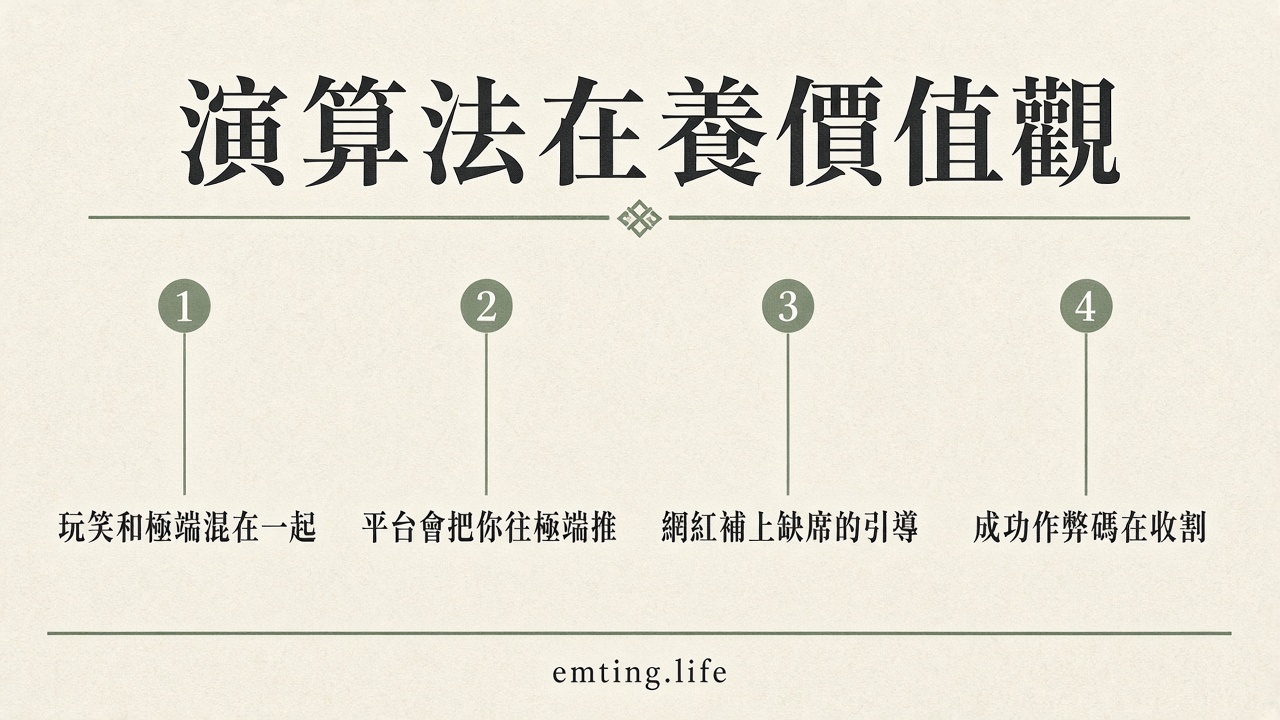 演算法在養價值觀
1
玩笑和極端混在一起
2
平台會把你往極端推
3
網紅補上缺席的引導
4
成功作弊碼在收割
emting.life